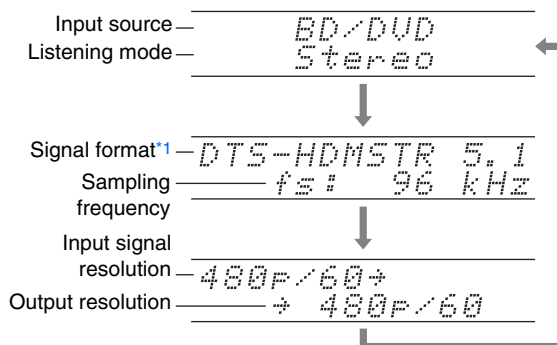 Input source
BD/DVD
Listening mode
Stereo
Signal format*1
DTS-HDMSTR 5.1
Sampling
frequency
fs: 96 kHz
Input signal
resolution
480p/60→
Output resolution
→ 480p/60